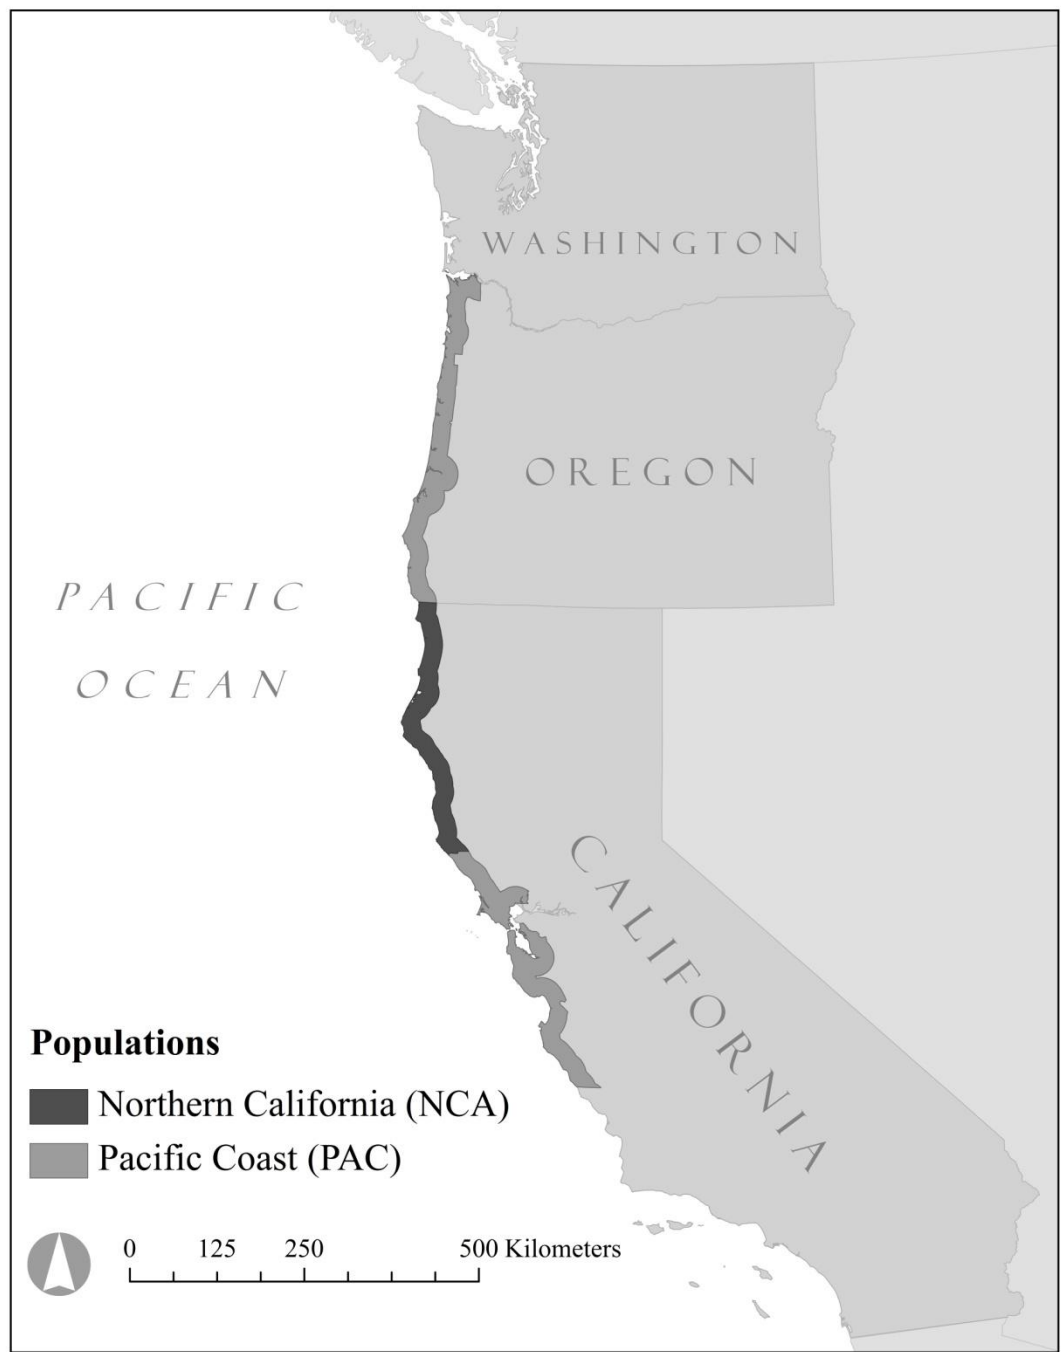 WASHINGTON
OREGON
PACIFIC
OCEAN
CALIFORNIA
Populations
Northern California (NCA)
Pacific Coast (PAC)
0 125 250 500 Kilometers